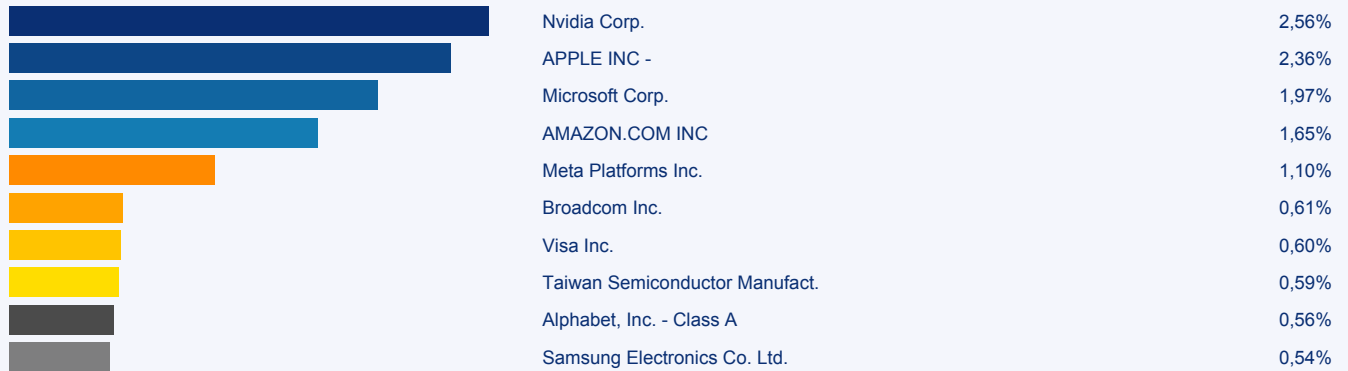 Nvidia Corp. 2,56%
APPLE INC - 2,36%
Microsoft Corp. 1,97%
AMAZON.COM INC 1,65%
Meta Platforms Inc. 1,10%
Broadcom Inc. 0,61%
Visa Inc. 0,60%
Taiwan Semiconductor Manufact. 0,59%
Alphabet, Inc. - Class A 0,56%
Samsung Electronics Co. Ltd. 0,54%